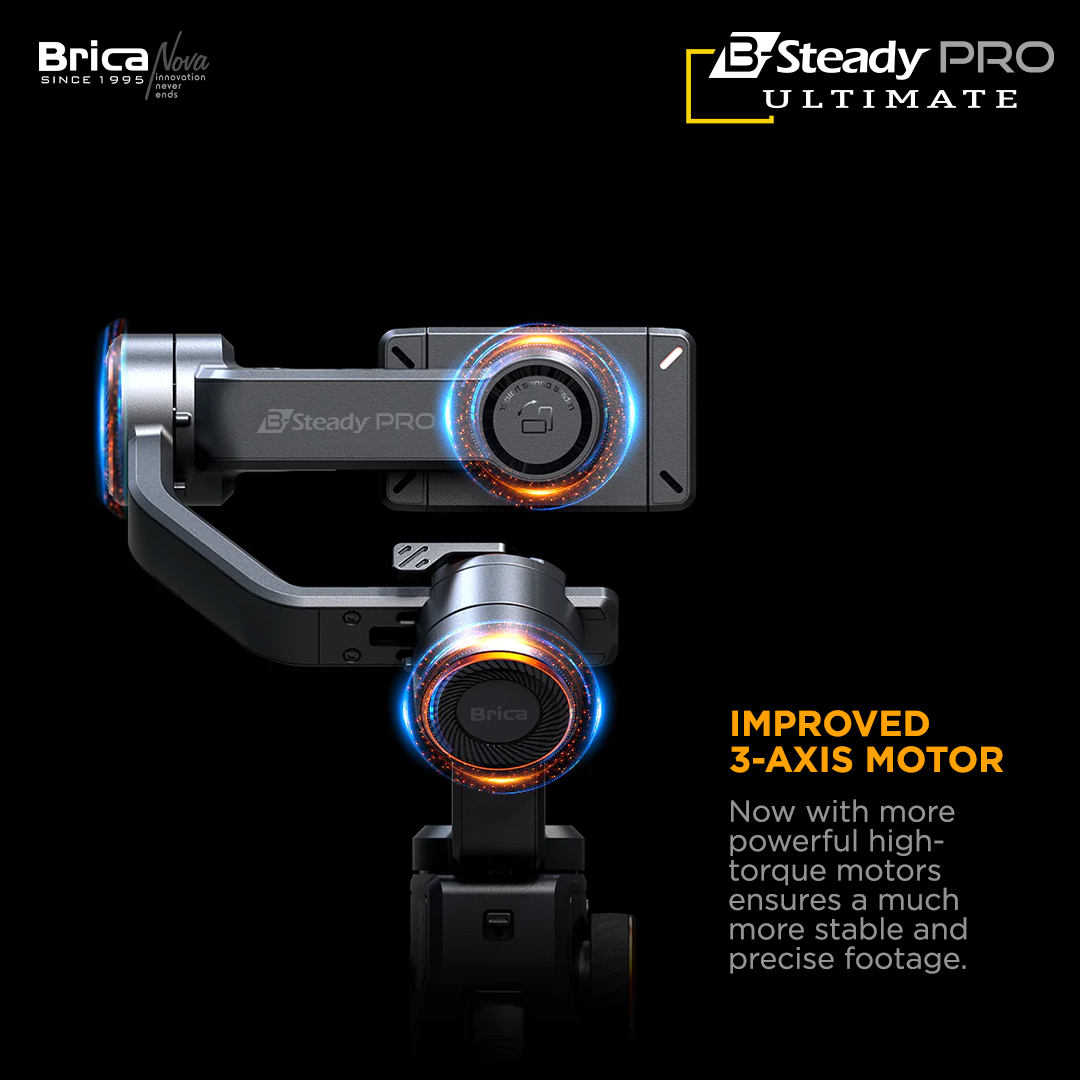 Brica Nova
SINCE 1995 innovation
never
ends
B-Steady PRO
ULTIMATE
B-Steady PRO
Brica
IMPROVED
3-AXIS MOTOR
Now with more
powerful high-
torque motors
ensures a much
more stable and
precise footage.